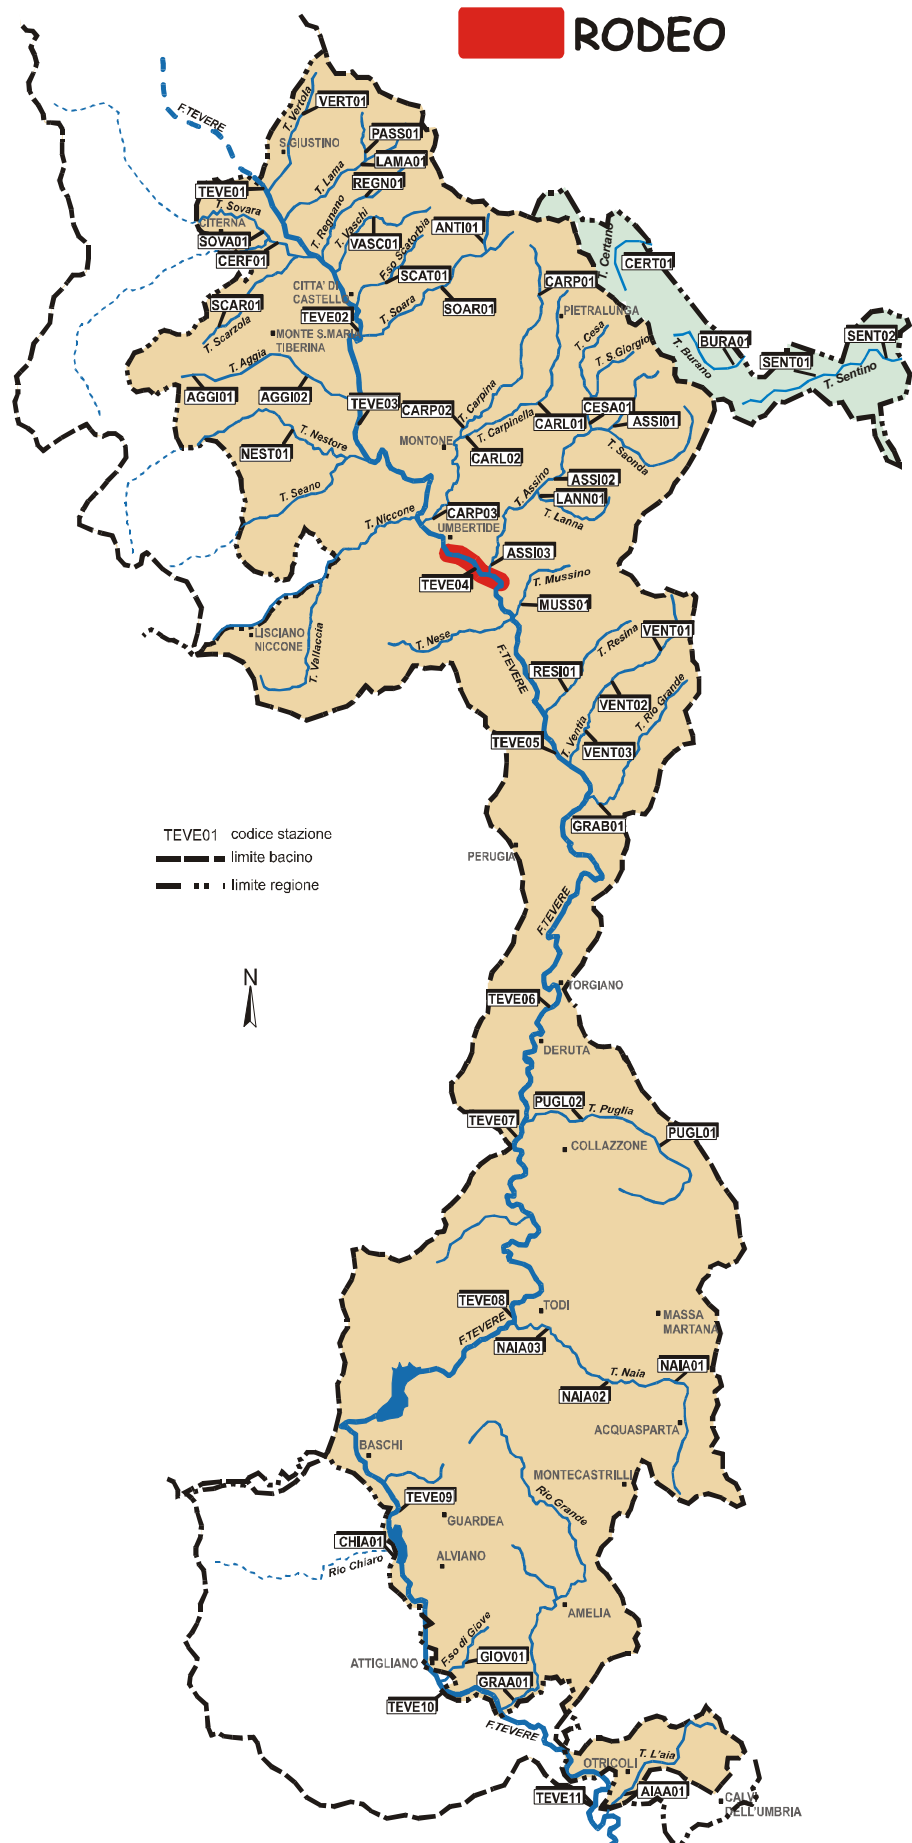 RODEO
F.TEVERE
T. Vertola
VERT01
PASS01
S.GIUSTINO
LAMA01
T. Lama
REGN01
TEVE01
T. Sovara
CITERNA
T. Regnano
T. Vaschi
ANTI01
SOVA01
VASC01
CERF01
F.so Scatorbia
T. Certano
CERT01
SCAT01
CARP01
CITTA' DI
CASTELLO
SCAR01
T. Soara
SOAR01
PIETRALUNGA
TEVE02
T. Scarzola
MONTE S.MARIA
TIBERINA
T. Cesa
T. S.Giorgio
BURA01
SENT02
T. Burano
SENT01
T. Sentino
T. Aggia
AGGI01
AGGI02
TEVE03
CARP02
T. Carpina
CESA01
T. Carpinella
CARL01
ASSI01
T. Nestore
MONTONE
NEST01
CARL02
T. Saonda
T. Seano
T. Assino
ASSI02
LANN01
T. Niccone
CARP03
T. Lanna
UMBERTIDE
ASSI03
TEVE04
T. Mussino
MUSS01
LISCIANO
NICCONE
T. Nese
VENT01
T. Vallaccia
F.TEVERE
T. Resina
RESI01
VENT02
T. Rio Grande
TEVE05
T. Ventia
VENT03
GRAB01
TEVE01 codice stazione
limite bacino
limite regione
PERUGIA
F.TEVERE
N
TORGIANO
TEVE06
DERUTA
PUGL02
T. Puglia
TEVE07
PUGL01
COLLAZZONE
TEVE08
TODI
MASSA
MARTANA
F.TEVERE
NAIA03
NAIA01
T. Naia
NAIA02
ACQUASPARTA
BASCHI
MONTECASTRILLI
TEVE09
Rio Grande
GUARDEA
CHIA01
Rio Chiaro
ALVIANO
AMELIA
F.so di Giove
ATTIGLIANO
GIOV01
GRAA01
TEVE10
F.TEVERE
OTRICOLI
T. L'aia
TEVE11
AIAA01
CALVI
DELL'UMBRIA